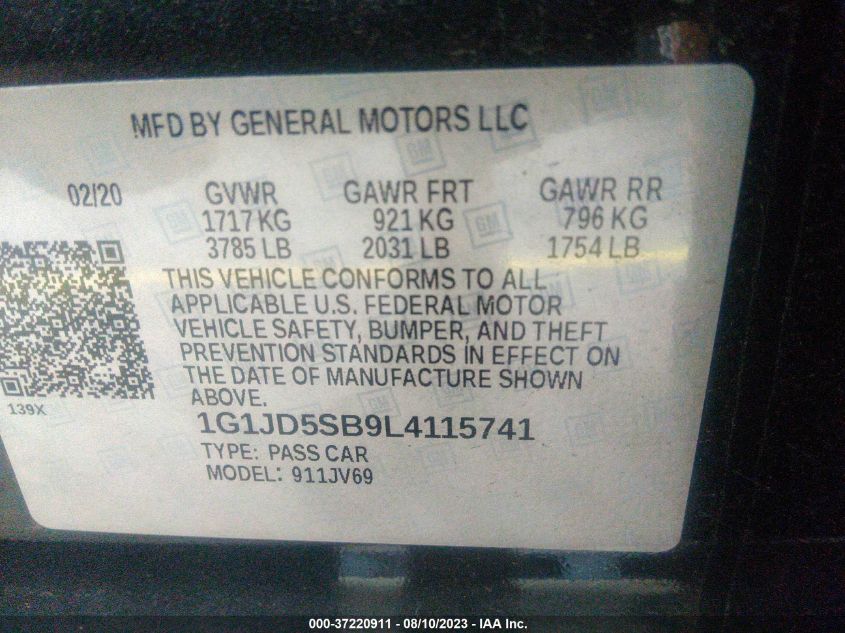 MFD BY GENERAL MOTORS LLC
02/20 GVWR GAWR FRT GAWR RR
1717 KG 921 KG 796 KG
3785 LB 2031 LB 1754 LB
THIS VEHICLE CONFORMS TO ALL
APPLICABLE U.S. FEDERAL MOTOR
VEHICLE SAFETY, BUMPER, AND THEFT
PREVENTION STANDARDS IN EFFECT ON
THE DATE OF MANUFACTURE SHOWN
ABOVE.
139X
1G1JD5SB9L4115741
TYPE: PASS CAR
MODEL: 911JV69
000-37220911 - 08/10/2023 - IAA Inc.